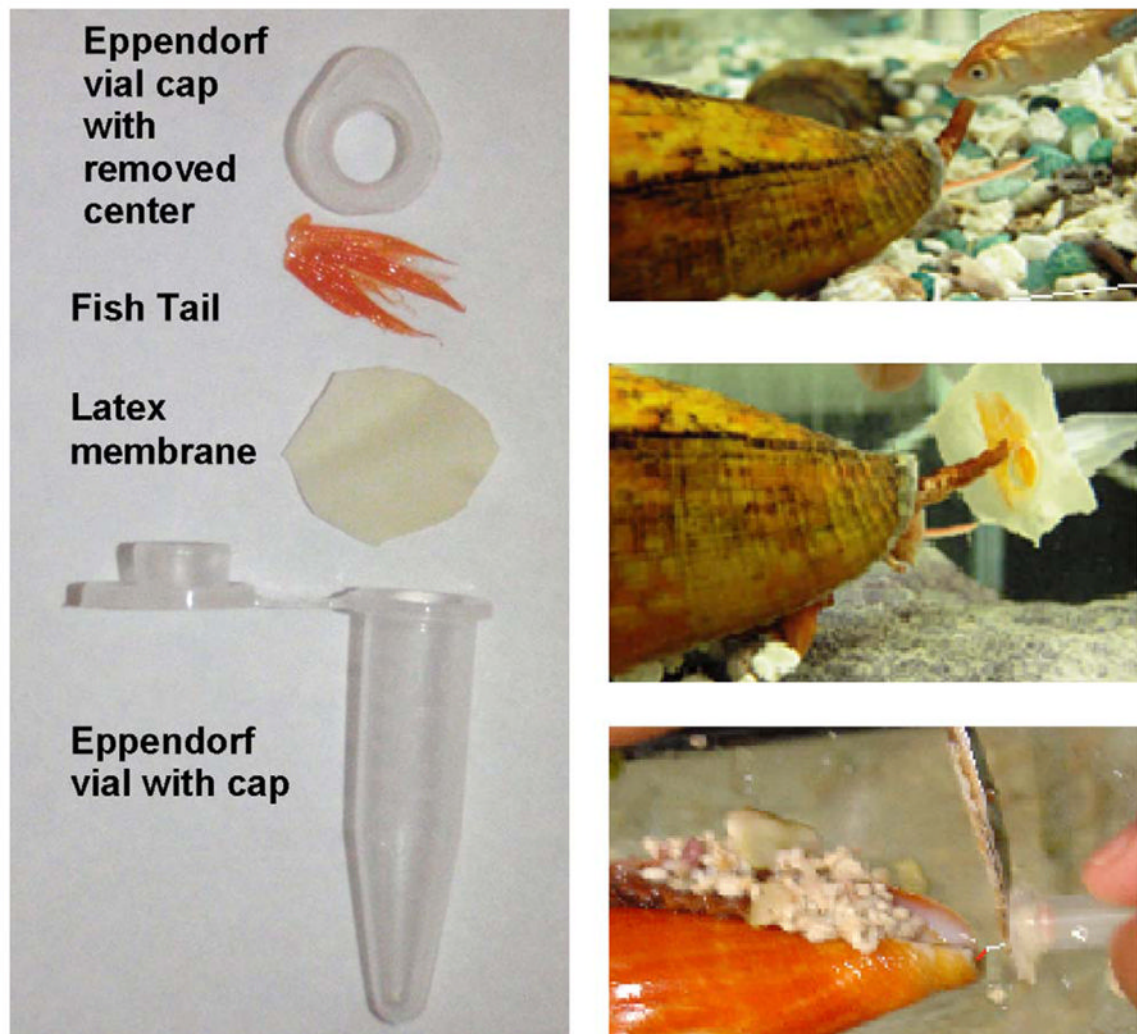 Eppendorf
vial cap
with
removed
center
Fish Tail
Latex
membrane
Eppendorf
vial with cap